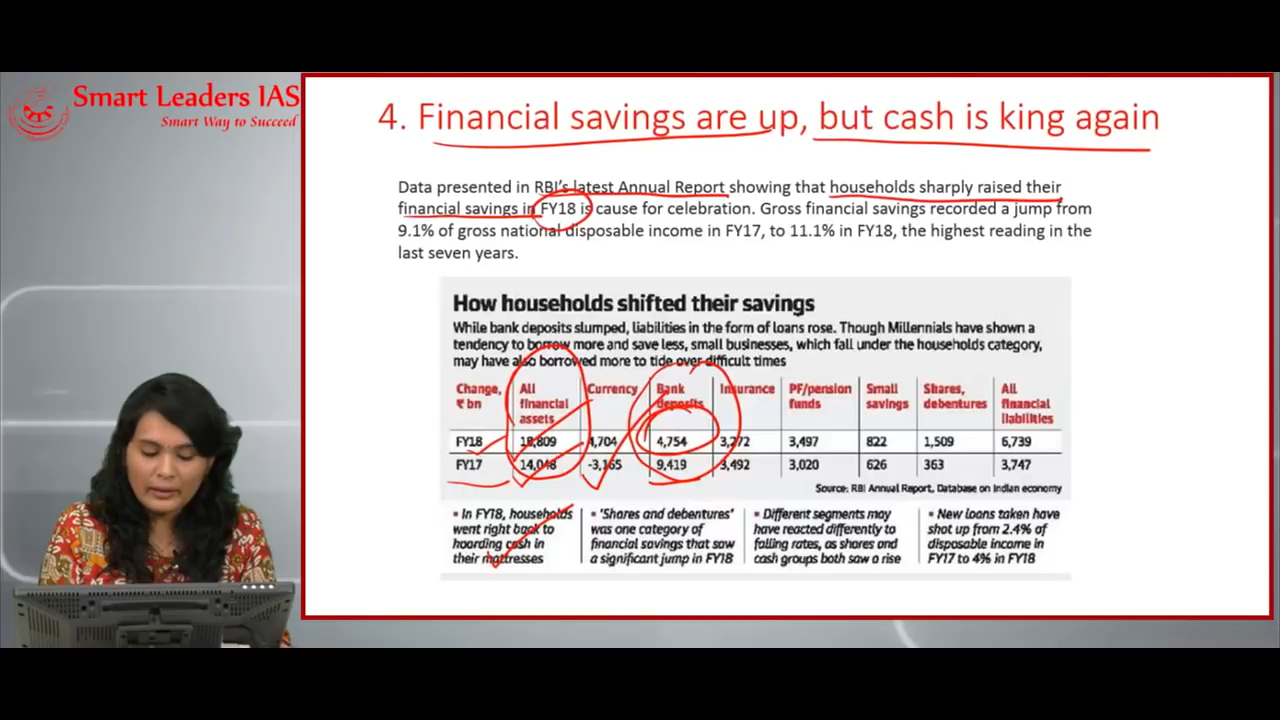 Smart Leaders IAS
Smart Way to Succeed
4. Financial savings are up, but cash is king again
Data presented in RBI's latest Annual Report showing that households sharply raised their
financial savings in FY18 is cause for celebration. Gross financial savings recorded a jump from
9.1% of gross national disposable income in FY17, to 11.1% in FY18, the highest reading in the
last seven years.
How households shifted their savings
While bank deposits slumped, liabilities in the form of loans rose. Though Millennials have shown a
tendency to borrow more and save less, small businesses, which fall under the households category,
may have also borrowed more to tide over difficult times
Change, All Currency Bank Insurance PF/pension Small Shares, All
₹ bn financial deposits funds savings debentures financial
assets liabilities
FY18 18,809 4,704 4,754 3,272 3,497 822 1,509 6,739
FY17 14,048 -3,165 9,419 3,492 3,020 626 363 3,747
Source: RBI Annual Report, Database on Indian economy
▪ In FY18, households
went right back to
hoarding cash in
their mattresses
▪ 'Shares and debentures'
was one category of
financial savings that saw
a significant jump in FY18
▪ Different segments may
have reacted differently to
falling rates, as shares and
cash groups both saw a rise
▪ New loans taken have
shot up from 2.4% of
disposable income in
FY17 to 4% in FY18